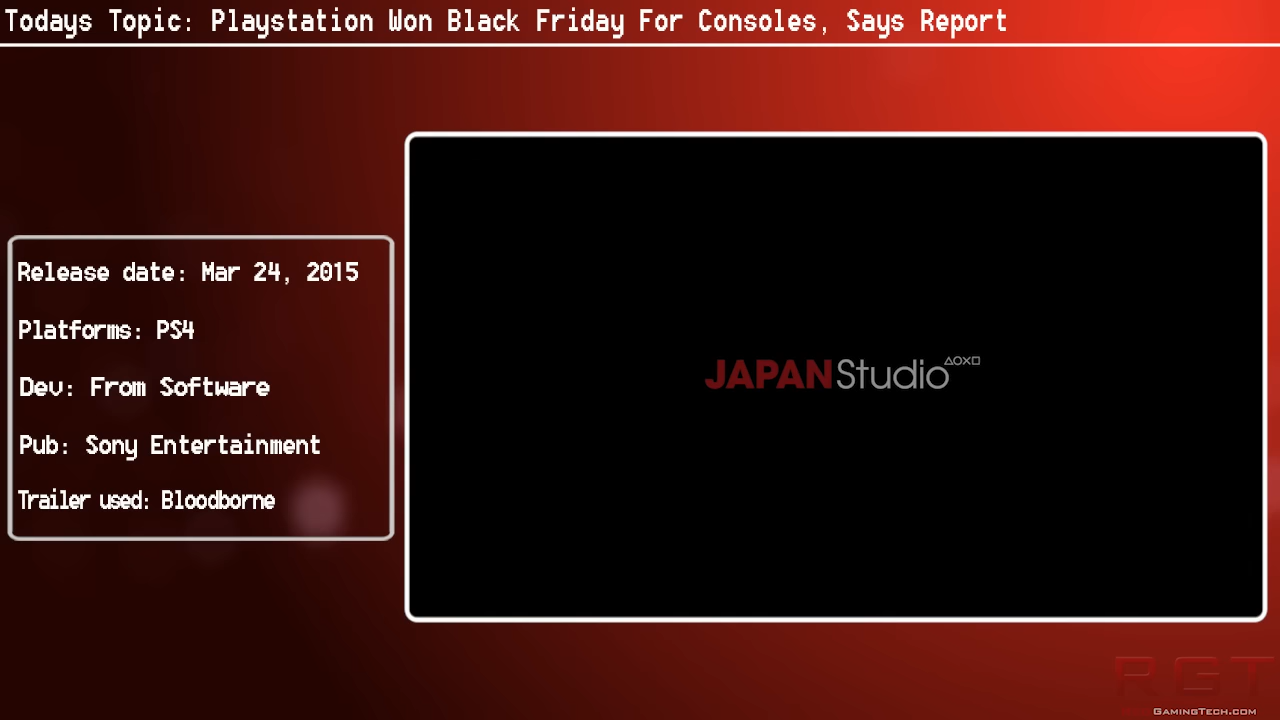 Todays Topic: Playstation Won Black Friday For Consoles, Says Report
Release date: Mar 24, 2015
Platforms: PS4
Dev: From Software
Pub: Sony Entertainment
Trailer used: Bloodborne
JAPANStudio
RGT
GamingTech.com